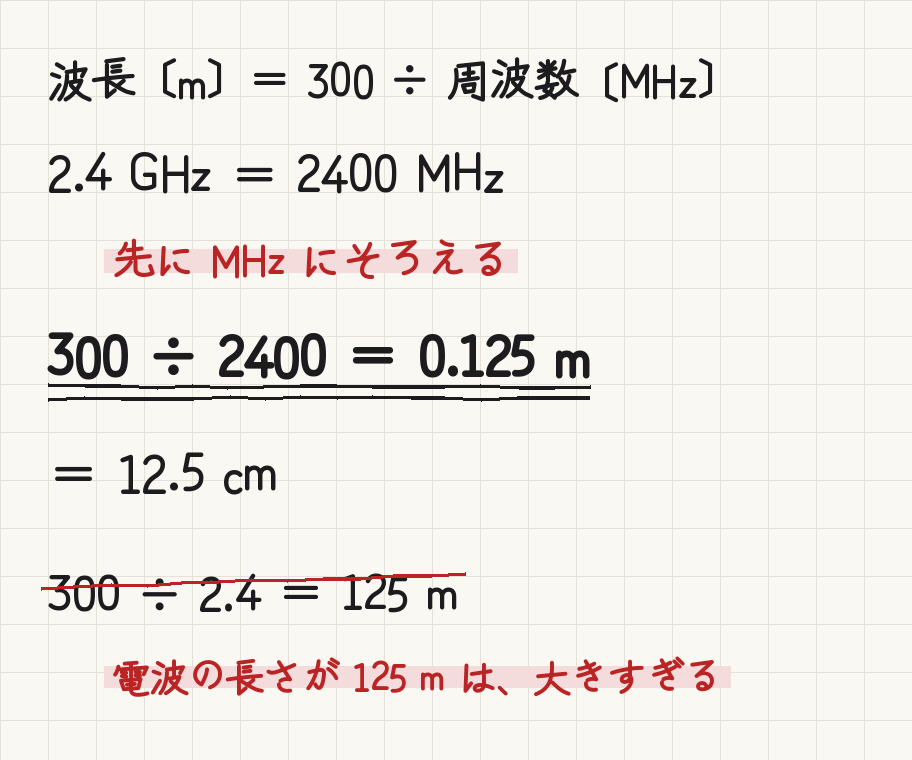 波長〔m〕 = 300 ÷ 周波数〔MHz〕
2.4 GHz = 2400 MHz
先に MHz にそろえる
300 ÷ 2400 = 0.125 m
= 12.5 cm
300 ÷ 2.4 = 125 m
電波の長さが 125 m は、大きすぎる